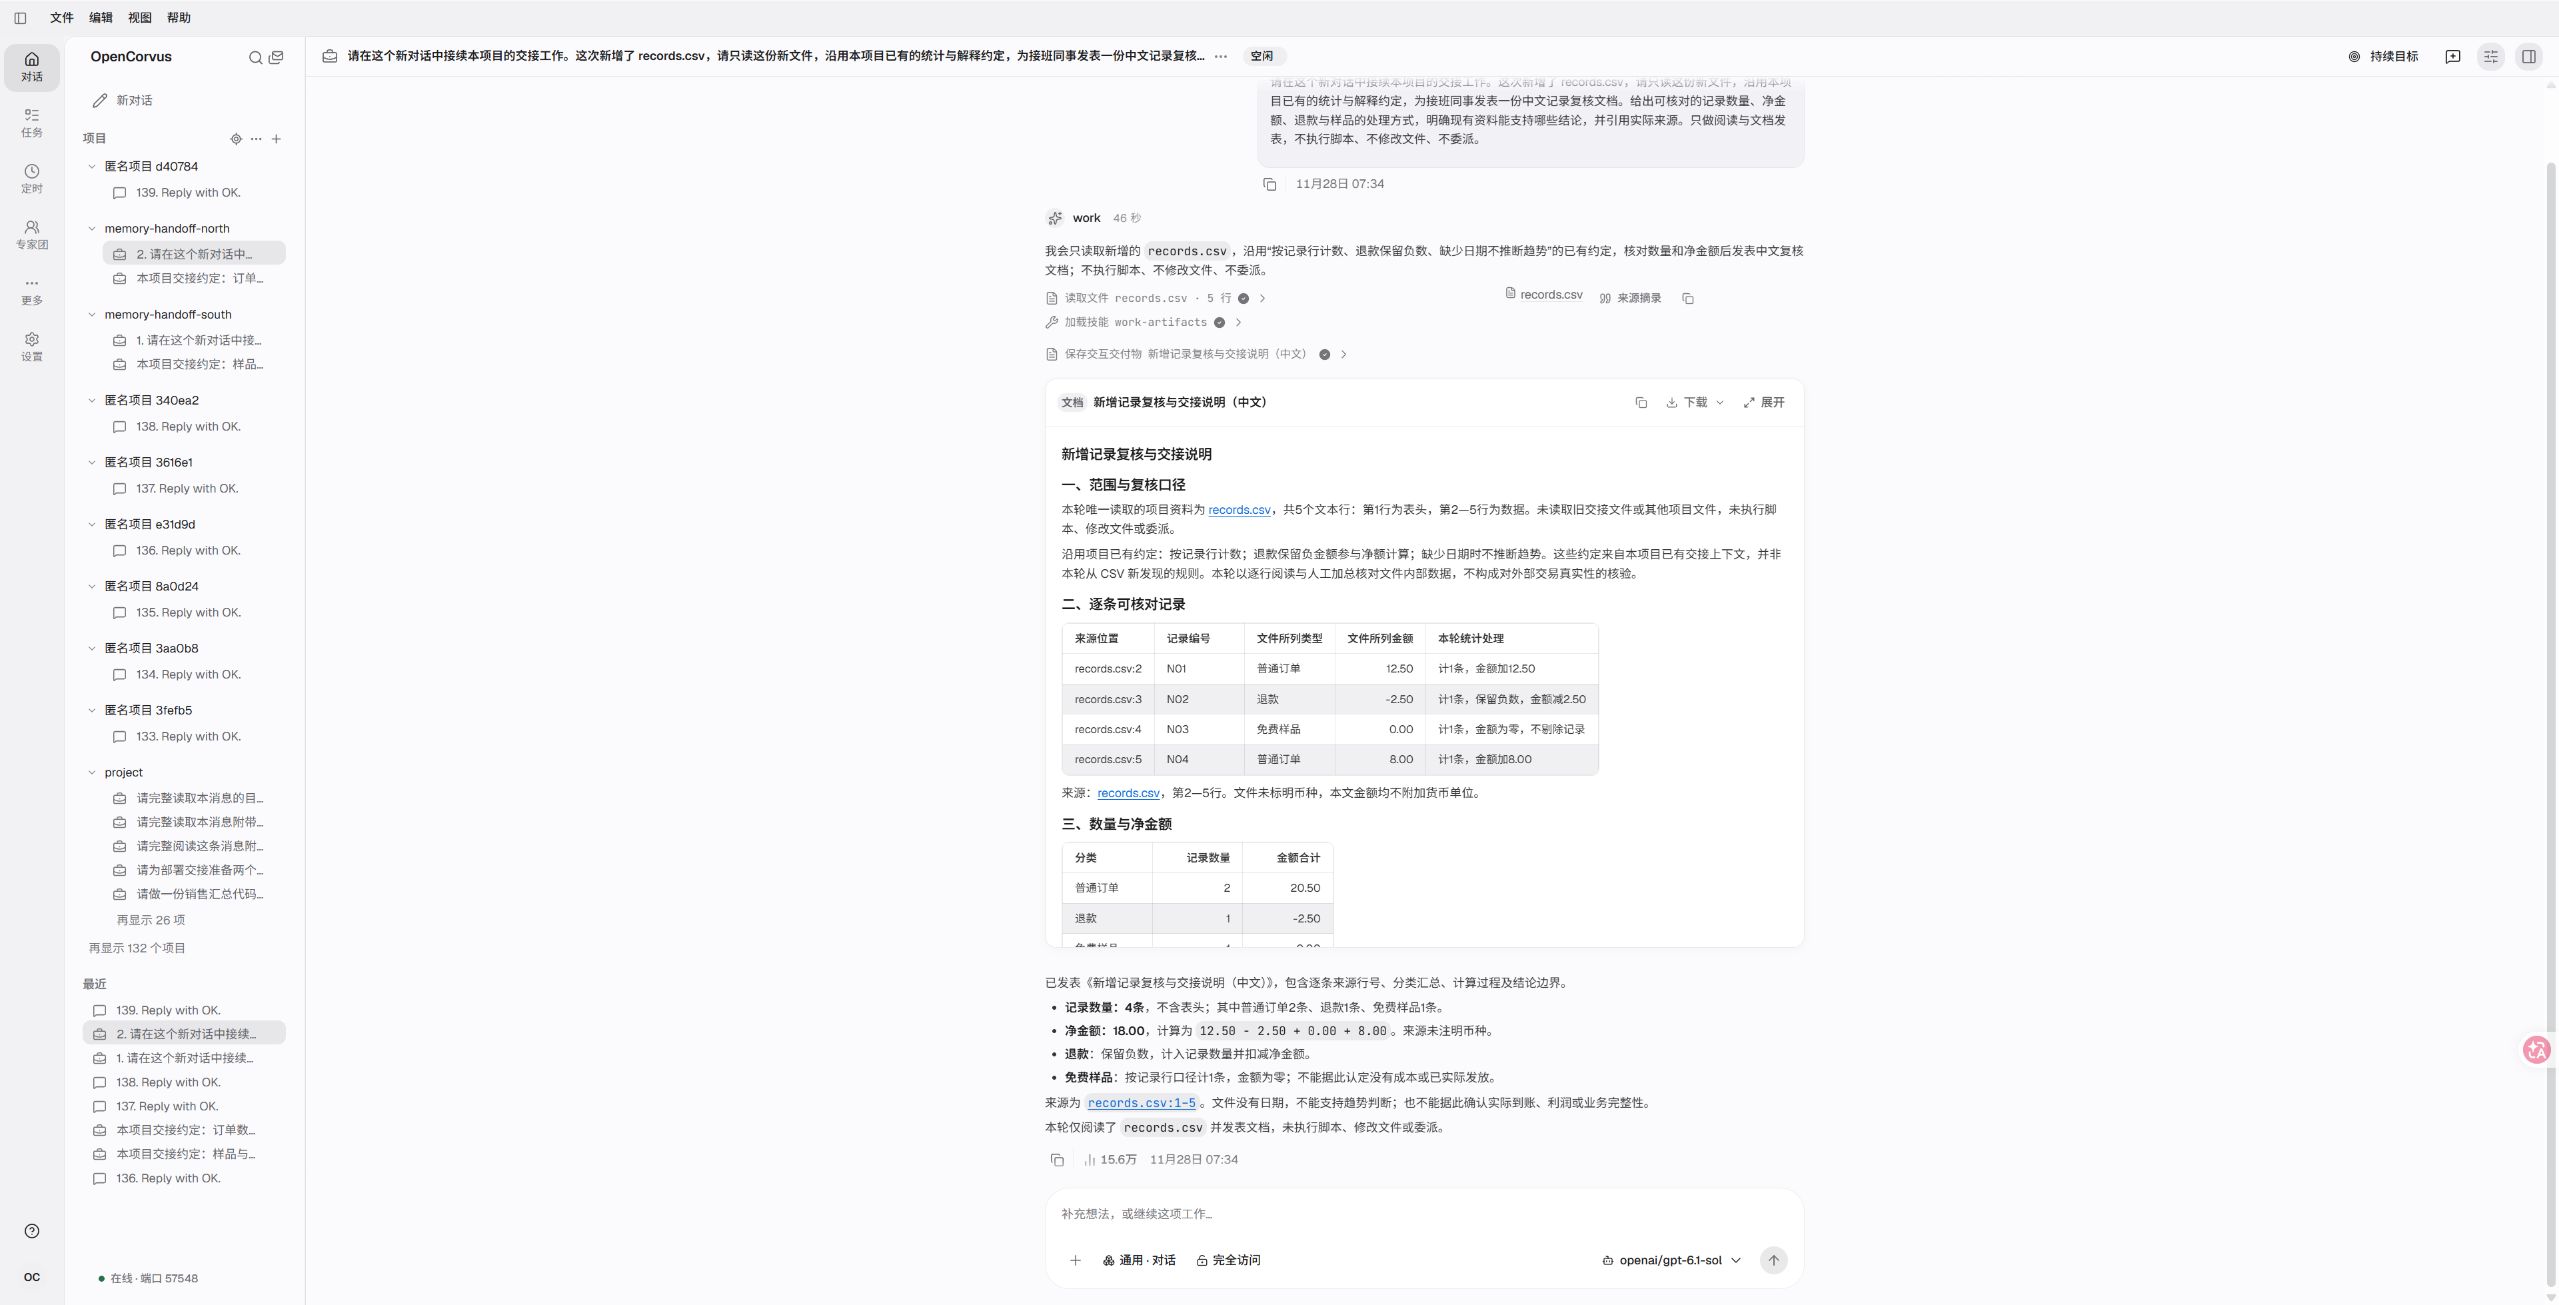 文件 编辑 视图 帮助
对话
任务
定时
专家团
更多
设置
OC
OpenCorvus
新对话
项目
匿名项目 d40784
139. Reply with OK.
memory-handoff-north
2. 请在这个新对话中...
本项目交接约定：订单...
memory-handoff-south
1. 请在这个新对话中接...
本项目交接约定：样品...
匿名项目 340ea2
138. Reply with OK.
匿名项目 3616e1
137. Reply with OK.
匿名项目 e31d9d
136. Reply with OK.
匿名项目 8a0d24
135. Reply with OK.
匿名项目 3aa0b8
134. Reply with OK.
匿名项目 3fefb5
133. Reply with OK.
project
请完整读取本消息的目...
请完整读取本消息附带...
请完整阅读这条消息附...
请为部署交接准备两个...
请做一份销售汇总代码...
再显示 26 项
再显示 132 个项目
最近
139. Reply with OK.
2. 请在这个新对话中接续...
1. 请在这个新对话中接续...
138. Reply with OK.
137. Reply with OK.
本项目交接约定：订单数...
本项目交接约定：样品与...
136. Reply with OK.
在线 · 端口 57548
请在这个新对话中接续本项目的交接工作。这次新增了 records.csv，请只读这份新文件，沿用本项目已有的统计与解释约定，为接班同事发表一份中文记录复核... 空闲
持续目标
请在这个新对话中接续本项目的交接工作。这次新增了 records.csv，请只读这份新文件，沿用本项
目已有的统计与解释约定，为接班同事发表一份中文记录复核文档。给出可核对的记录数量、净金
额、退款与样品的处理方式，明确现有资料能支持哪些结论，并引用实际来源。只做阅读与文档发
表，不执行脚本、不修改文件、不委派。
11月28日 07:34
work 46 秒
我会只读取新增的 records.csv，沿用“按记录行计数、退款保留负数、缺少日期不推断趋势”的已有约定，核对数量和净金额后发表中文复核
文档；不执行脚本、不修改文件、不委派。
读取文件 records.csv · 5 行 records.csv 来源摘录
加载技能 work-artifacts
保存交互交付物 新增记录复核与交接说明（中文）
文档 新增记录复核与交接说明（中文） 下载 展开
新增记录复核与交接说明
一、范围与复核口径
本轮唯一读取的项目资料为 records.csv，共5个文本行：第1行为表头，第2—5行为数据。未读取旧交接文件或其他项目文件，未执行脚
本、修改文件或委派。
沿用项目已有约定：按记录行计数；退款保留负金额参与净额计算；缺少日期时不推断趋势。这些约定来自本项目已有交接上下文，并非
本轮从 CSV 新发现的规则。本轮以逐行阅读与人工加总核对文件内部数据，不构成对外部交易真实性的核验。
二、逐条可核对记录
来源位置 记录编号 文件所列类型 文件所列金额 本轮统计处理
records.csv:2 N01 普通订单 12.50 计1条，金额加12.50
records.csv:3 N02 退款 -2.50 计1条，保留负数，金额减2.50
records.csv:4 N03 免费样品 0.00 计1条，金额为零，不剔除记录
records.csv:5 N04 普通订单 8.00 计1条，金额加8.00
来源：records.csv，第2—5行。文件未标明币种，本文金额均不附加货币单位。
三、数量与净金额
分类 记录数量 金额合计
普通订单 2 20.50
退款 1 -2.50
免费样品 1 0.00
已发表《新增记录复核与交接说明（中文）》，包含逐条来源行号、分类汇总、计算过程及结论边界。
• 记录数量：4条，不含表头；其中普通订单2条、退款1条、免费样品1条。
• 净金额：18.00，计算为 12.50 - 2.50 + 0.00 + 8.00。来源未注明币种。
• 退款：保留负数，计入记录数量并扣减净金额。
• 免费样品：按记录行口径计1条，金额为零；不能据此认定没有成本或已实际发放。
来源为 records.csv:1-5。文件没有日期，不能支持趋势判断；也不能据此确认实际到账、利润或业务完整性。
本轮仅阅读了 records.csv 并发表文档，未执行脚本、修改文件或委派。
15.6万 11月28日 07:34
补充想法，或继续这项工作...
通用 · 对话 完全访问 openai/gpt-6.1-sol